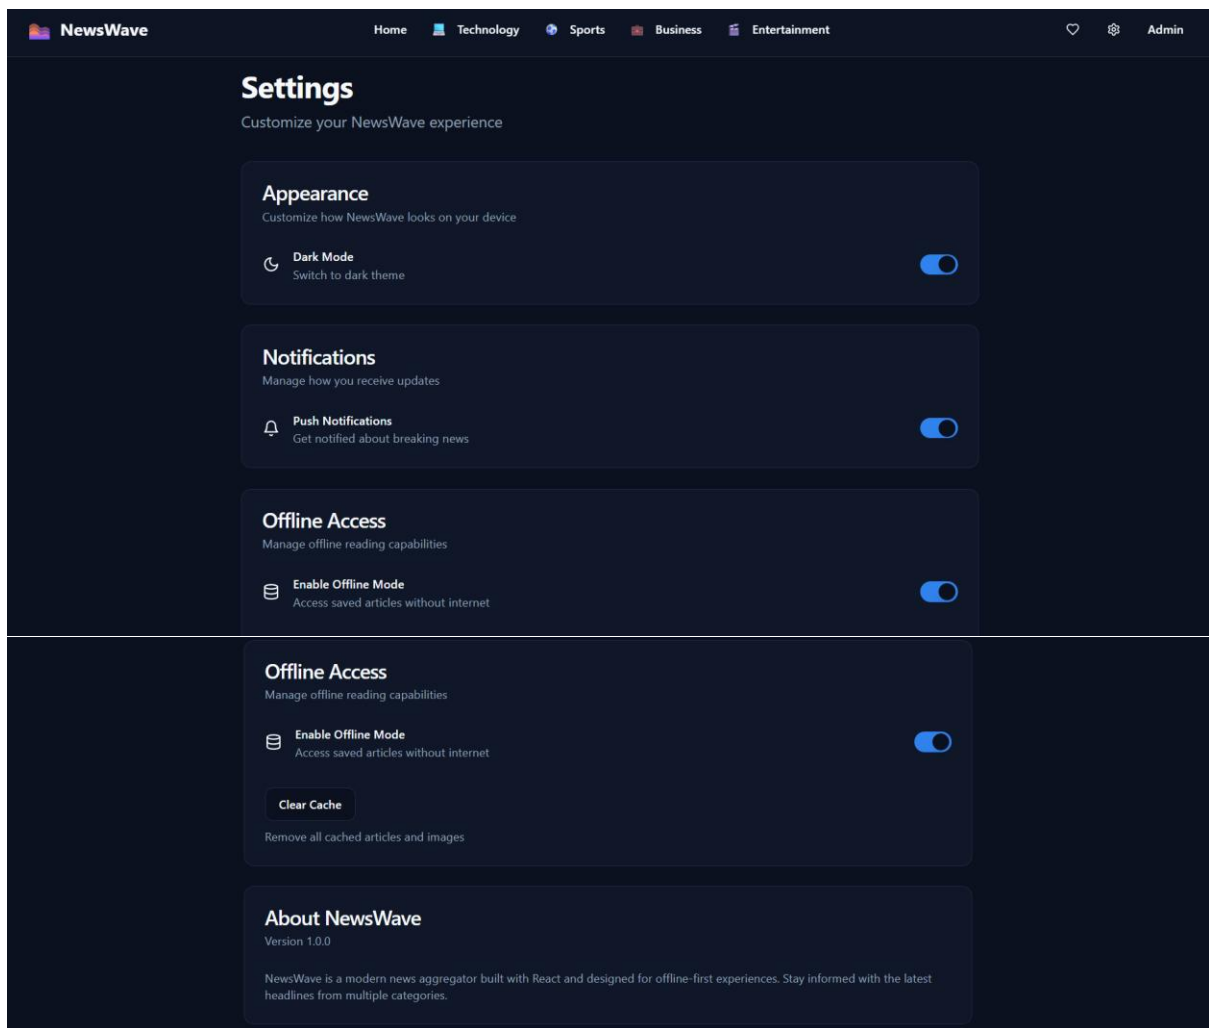 NewsWave
Home
Technology
Sports
Business
Entertainment
Admin
Settings
Customize your NewsWave experience
Appearance
Customize how NewsWave looks on your device
Dark Mode
Switch to dark theme
Notifications
Manage how you receive updates
Push Notifications
Get notified about breaking news
Offline Access
Manage offline reading capabilities
Enable Offline Mode
Access saved articles without internet
Offline Access
Manage offline reading capabilities
Enable Offline Mode
Access saved articles without internet
Clear Cache
Remove all cached articles and images
About NewsWave
Version 1.0.0
NewsWave is a modern news aggregator built with React and designed for offline-first experiences. Stay informed with the latest
headlines from multiple categories.